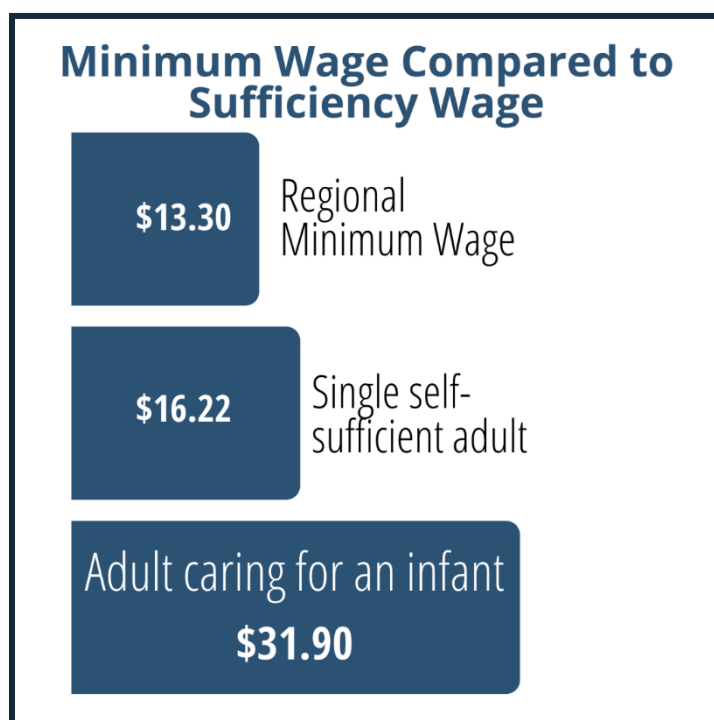 Minimum Wage Compared to
Sufficiency Wage
$13.30
Regional
Minimum Wage
$16.22
Single self-
sufficient adult
Adult caring for an infant
$31.90